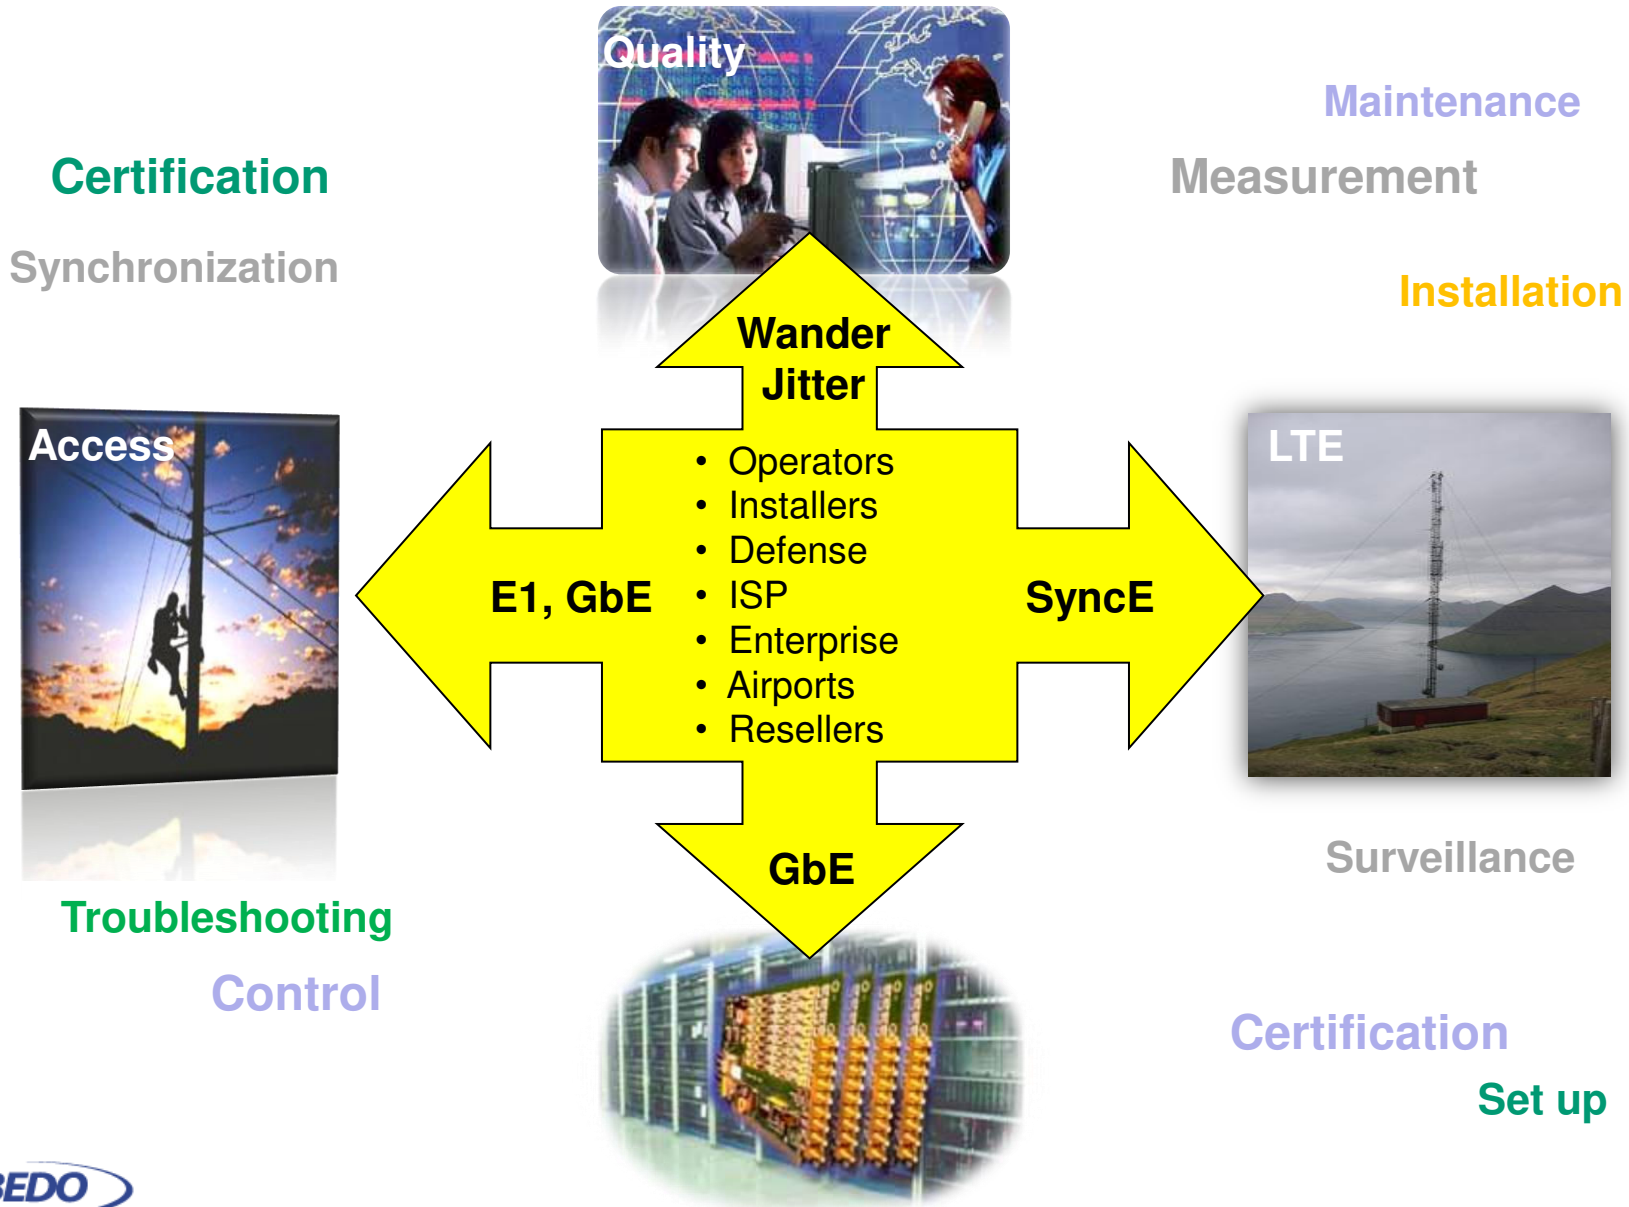 Quality
Maintenance
Certification
Measurement
Synchronization
Installation
Wander
Jitter
Access
LTE
• Operators
• Installers
• Defense
• ISP
• Enterprise
• Airports
• Resellers
E1, GbE
SyncE
GbE
Surveillance
Troubleshooting
Control
Certification
Set up
BEDO